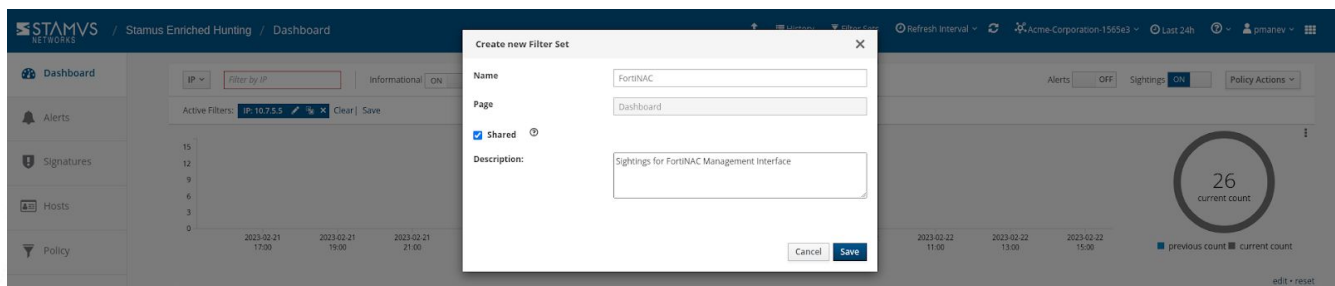 STAMVS / Stamus Enriched Hunting / Dashboard History Filter Sets Refresh Interval Acme-Corporation-1565e3 Last 24h pmanev
NETWORKS
Create new Filter Set
Dashboard
IP Filter by IP Informational ON Alerts OFF Sightings ON Policy Actions
Name FortiNAC
Page Dashboard
Active Filters: IP: 10.7.5.5 Clear | Save
Alerts
Shared
Signatures
Description: Sightings for FortiNAC Management Interface
15
12
9
6
3
0
26
current count
Hosts
2023-02-21 2023-02-21 2023-02-21 2023-02-22 2023-02-22 2023-02-22
17:00 19:00 21:00 11:00 13:00 15:00
Policy
Cancel Save
previous count current count
edit • reset